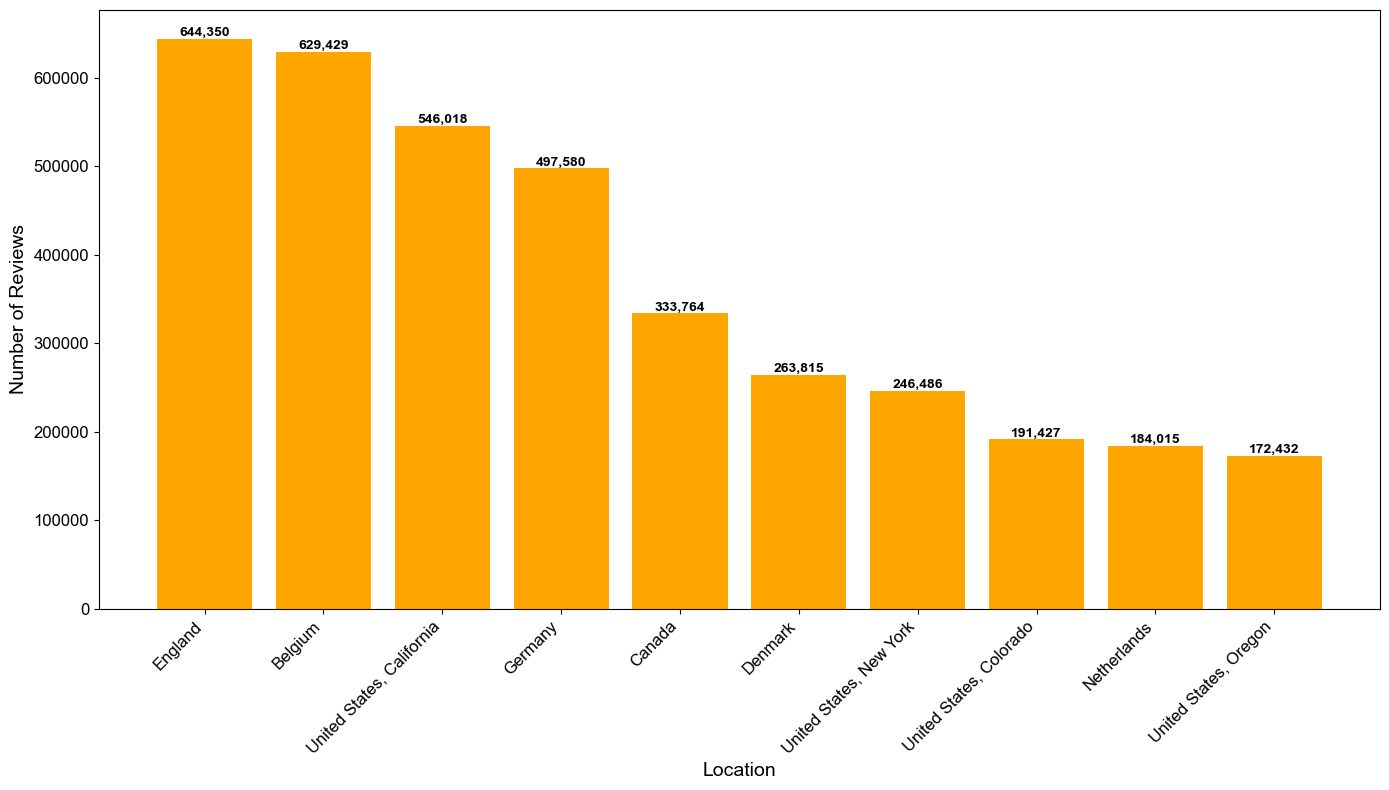 644,350
629,429
546,018
497,580
333,764
263,815
246,486
191,427
184,015
172,432
600000
500000
400000
300000
200000
100000
0
Number of Reviews
England
Belgium
United States, California
Germany
Canada
Denmark
United States, New York
United States, Colorado
Netherlands
United States, Oregon
Location